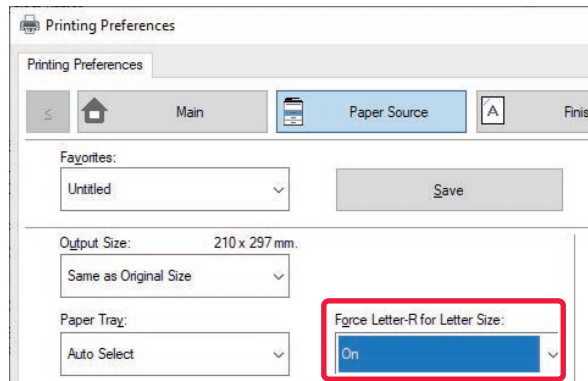 Printing Preferences
Printing Preferences
< Main Paper Source A Finis
Favorites:
Untitled Save
Output Size: 210 x 297 mm.
Same as Original Size
Paper Tray: Force Letter-R for Letter Size:
Auto Select On